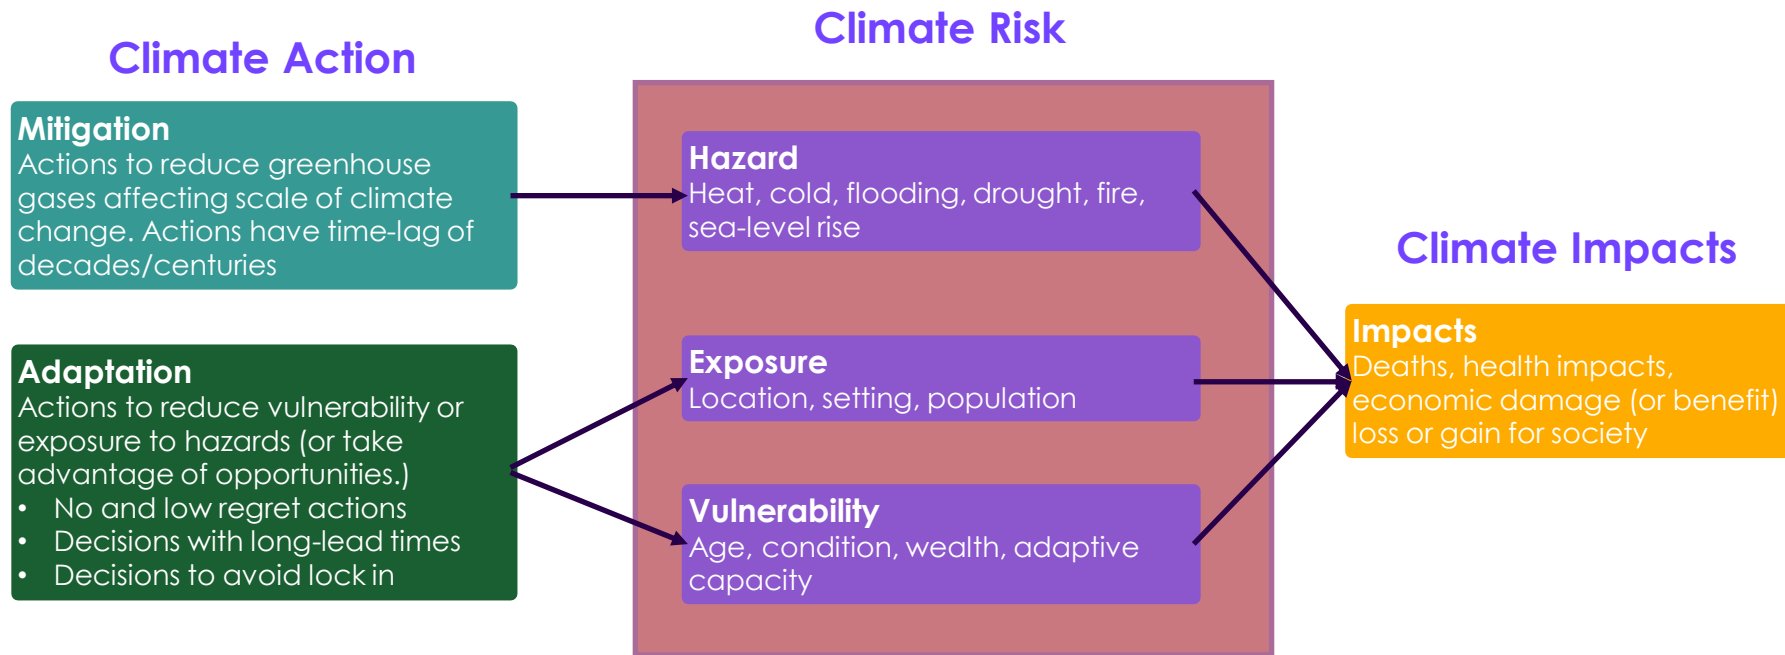 Climate Action
Mitigation
Actions to reduce greenhouse
gases affecting scale of climate
change. Actions have time-lag of
decades/centuries
Adaptation
Actions to reduce vulnerability or
exposure to hazards (or take
advantage of opportunities.)
• No and low regret actions
• Decisions with long-lead times
• Decisions to avoid lock in
Climate Risk
Hazard
Heat, cold, flooding, drought, fire,
sea-level rise
Exposure
Location, setting, population
Vulnerability
Age, condition, wealth, adaptive
capacity
Climate Impacts
Impacts
Deaths, health impacts,
economic damage (or benefit)
loss or gain for society